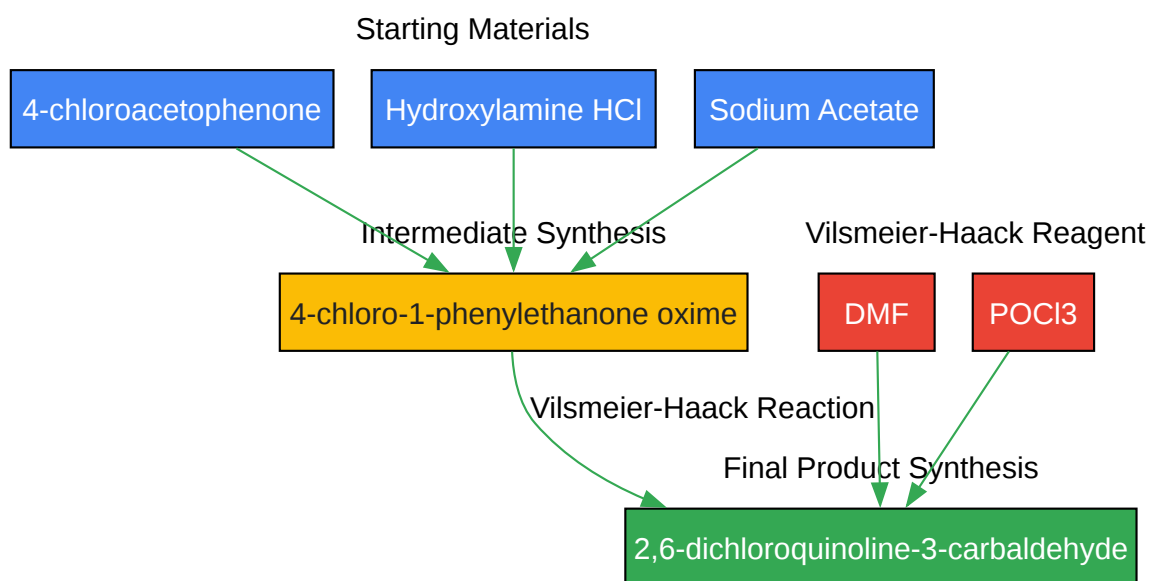 Starting Materials
4-chloroacetophenone
Hydroxylamine HCl
Sodium Acetate
Intermediate Synthesis
Vilsmeier-Haack Reagent
4-chloro-1-phenylethanone oxime
DMF
POCl3
Vilsmeier-Haack Reaction
Final Product Synthesis
2,6-dichloroquinoline-3-carbaldehyde